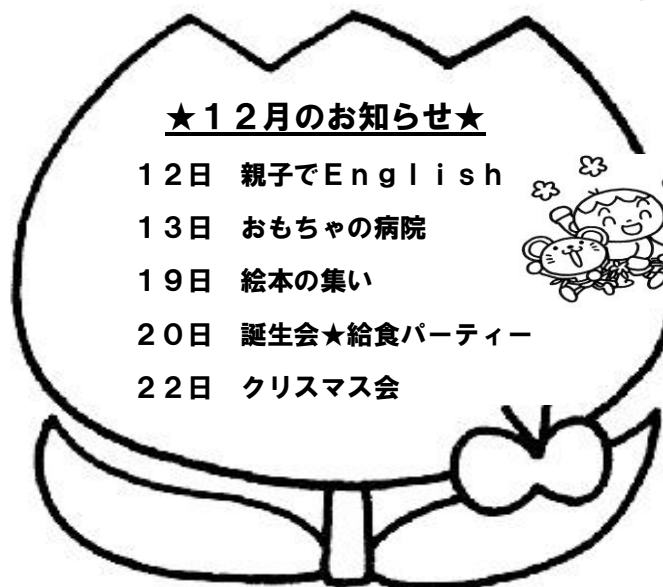 ★１２月のお知らせ★
１２日　親子でＥｎｇｌｉｓｈ
１３日　おもちゃの病院
１９日　絵本の集い
２０日　誕生会★給食パーティー
２２日　クリスマス会